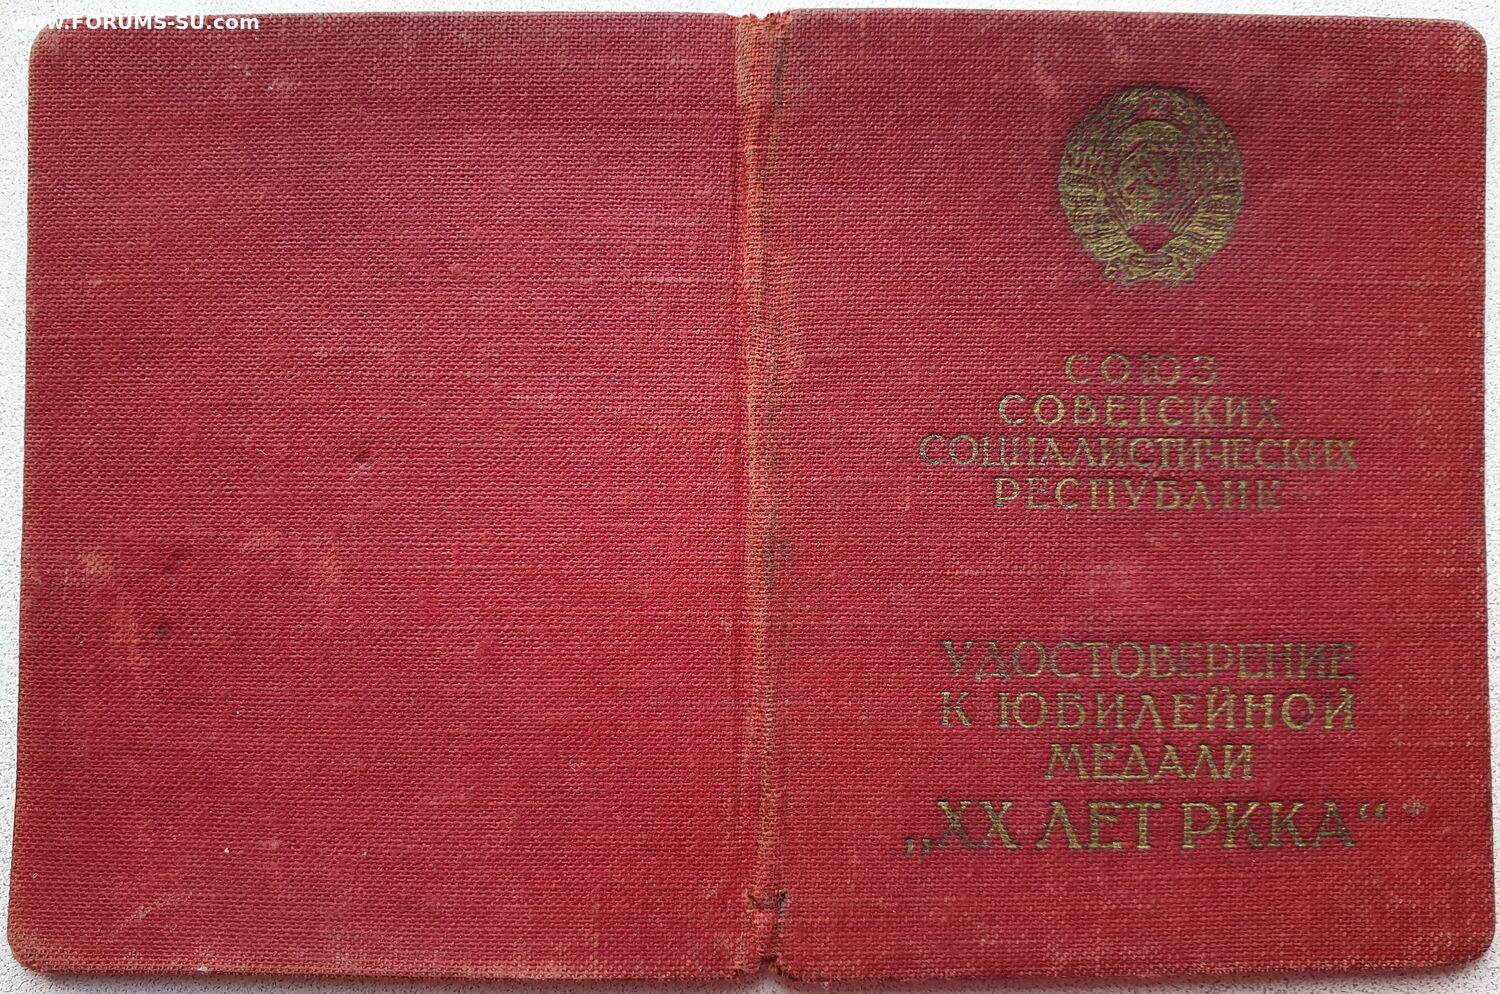 www.FORUMS-SU.com
СОЮЗ
СОВЕТСКИХ
СОЦИАЛИСТИЧЕСКИХ
РЕСПУБЛИК
УДОСТОВЕРЕНИЕ
К ЮБИЛЕЙНОЙ
МЕДАЛИ
„XX ЛЕТ РККА“